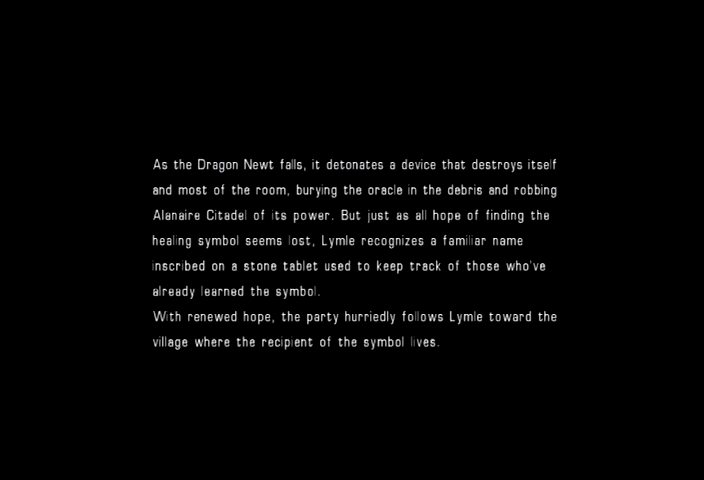 As the Dragon Newt falls, it detonates a device that destroys itself
and most of the room, burying the oracle in the debris and robbing
Alanaire Citadel of its power. But just as all hope of finding the
healing symbol seems lost, Lymle recognizes a familiar name
inscribed on a stone tablet used to keep track of those who've
already learned the symbol.
With renewed hope, the party hurriedly follows Lymle toward the
village where the recipient of the symbol lives.